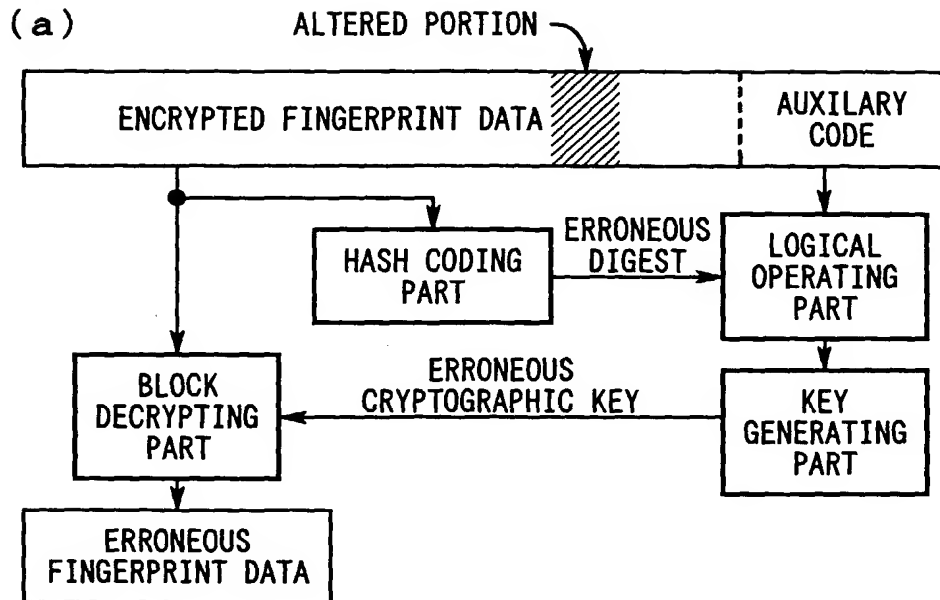 (a)
ALTERED PORTION
ENCRYPTED FINGERPRINT DATA
AUXILARY
CODE
HASH CODING
PART
ERRONEOUS
DIGEST
LOGICAL
OPERATING
PART
BLOCK
DECRYPTING
PART
ERRONEOUS
CRYPTOGRAPHIC KEY
KEY
GENERATING
PART
ERRONEOUS
FINGERPRINT DATA